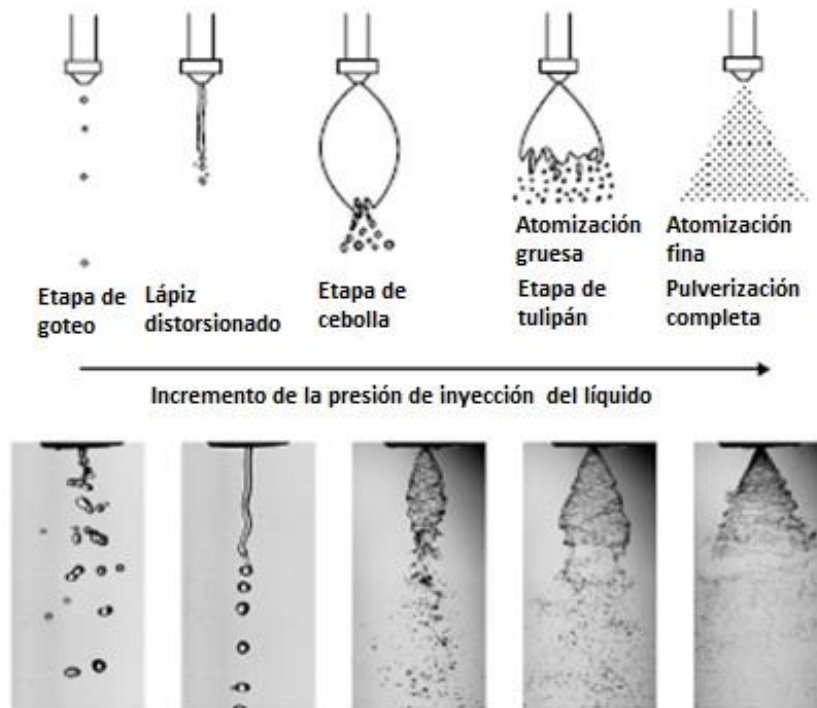 Etapa de
goteo
Lápiz
distorsionado
Etapa de
cebolla
Atomización
gruesa
Etapa de
tulipán
Atomización
fina
Pulverización
completa
Incremento de la presión de inyección del líquido